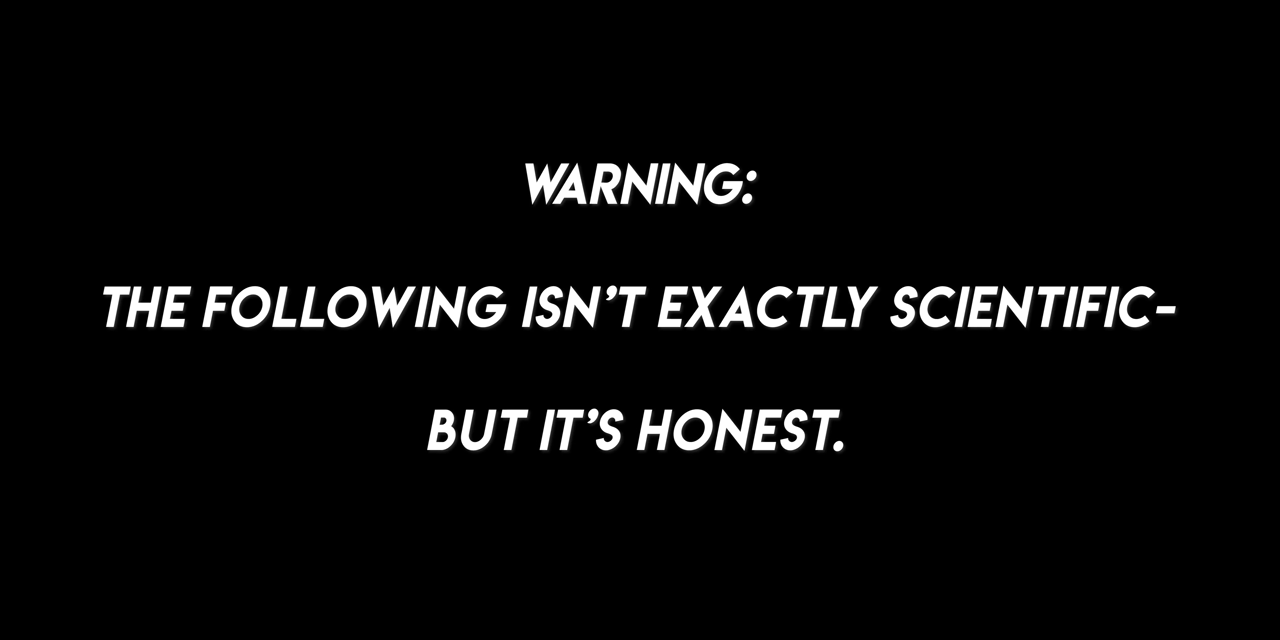 WARNING:
THE FOLLOWING ISN'T EXACTLY SCIENTIFIC-
BUT IT'S HONEST.